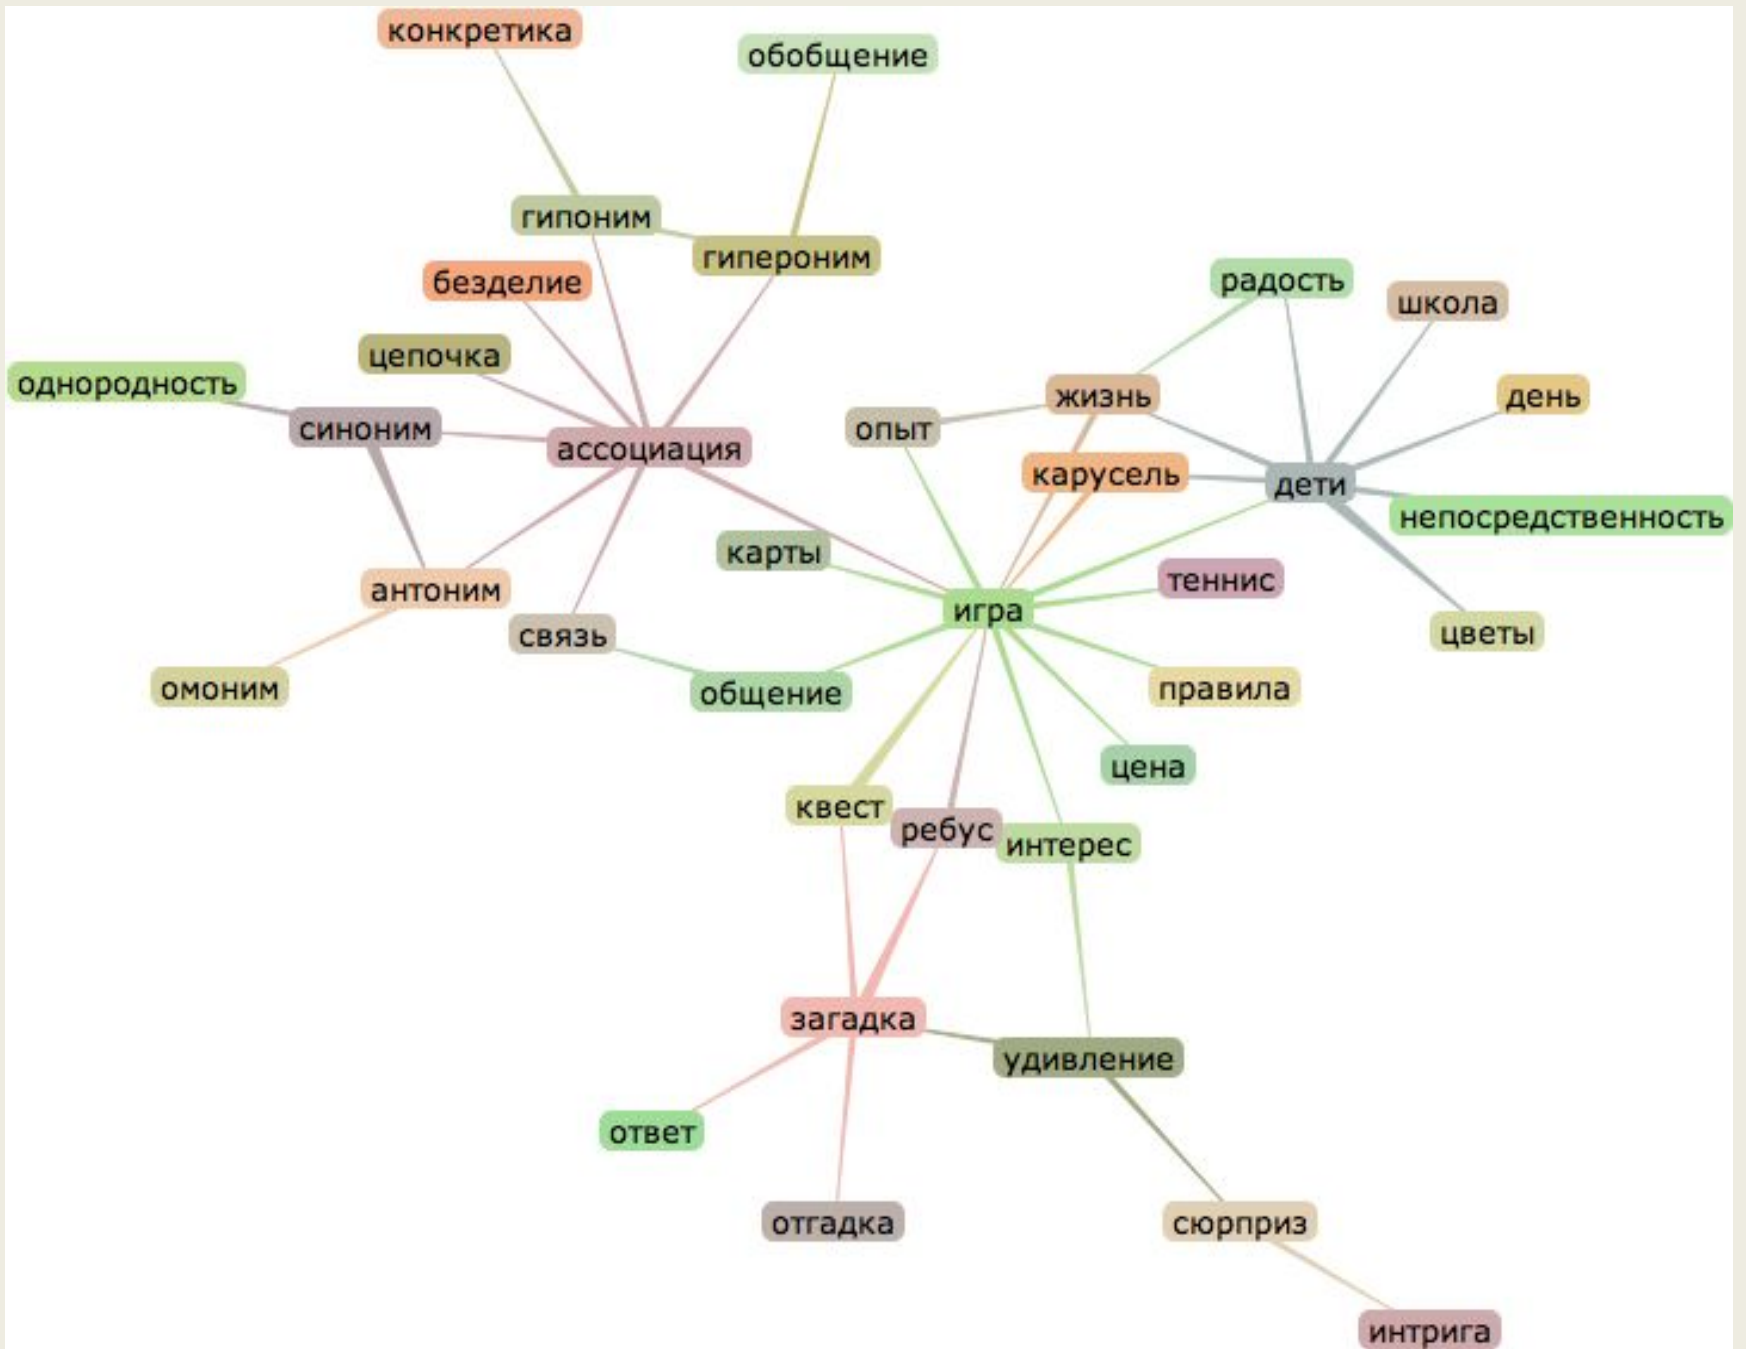 конкретика
обобщение
гипоним
гипероним
безделие
радость
школа
цепочка
однородность
жизнь
день
синоним
опыт
ассоциация
карусель
дети
непосредственность
карты
теннис
антоним
игра
связь
цветы
омоним
общение
правила
цена
квест
ребус
интерес
загадка
удивление
ответ
отгадка
сюрприз
интрига